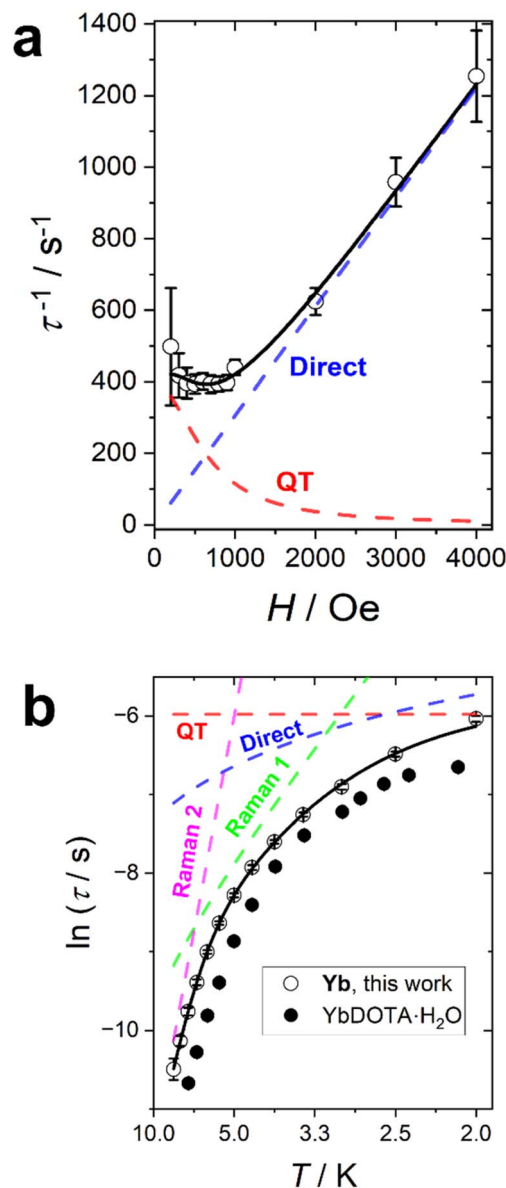 a
1400
1200
1000
800
600
400
200
0
τ⁻¹ / s⁻¹
Direct
QT
0 1000 2000 3000 4000
H / Oe
b
−6
−8
−10
ln (τ / s)
QT
Direct
Raman 1
Raman 2
Yb, this work
YbDOTA·H₂O
10.0 5.0 3.3 2.5 2.0
T / K